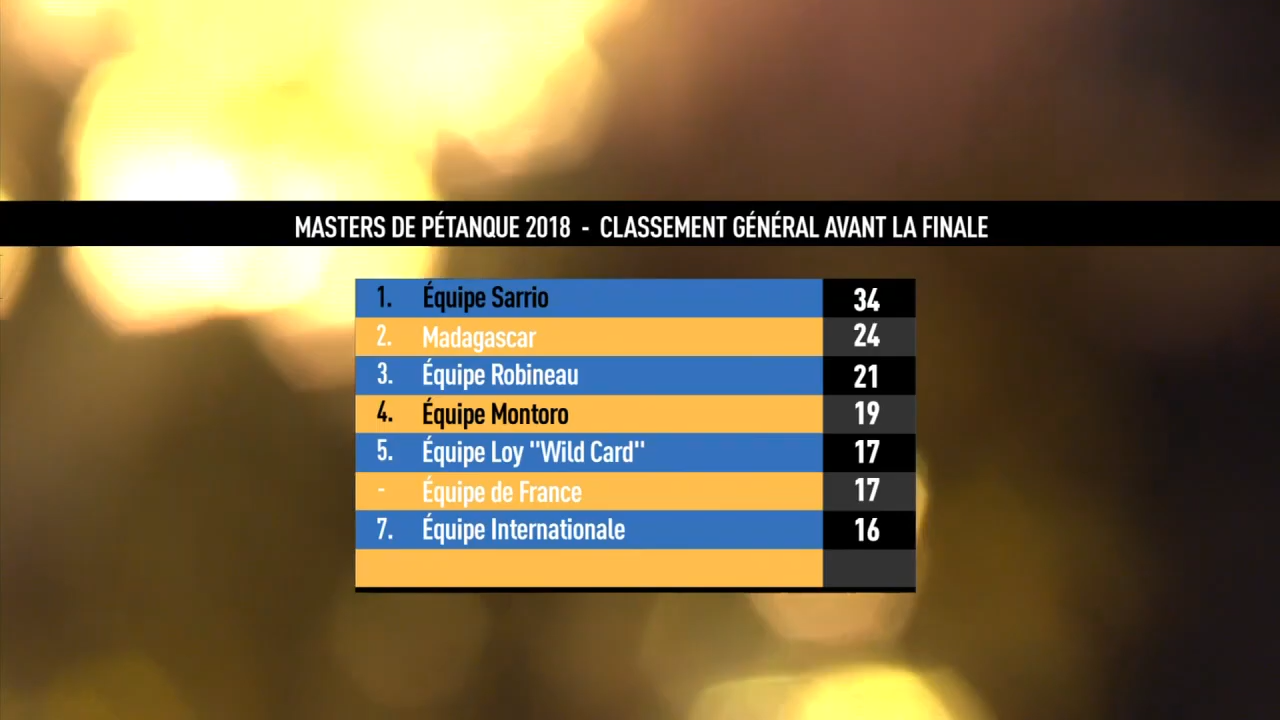 MASTERS DE PÉTANQUE 2018 - CLASSEMENT GÉNÉRAL AVANT LA FINALE
1. Équipe Sarrio 34
2. Madagascar 24
3. Équipe Robineau 21
4. Équipe Montoro 19
5. Équipe Loy "Wild Card" 17
- Équipe de France 17
7. Équipe Internationale 16